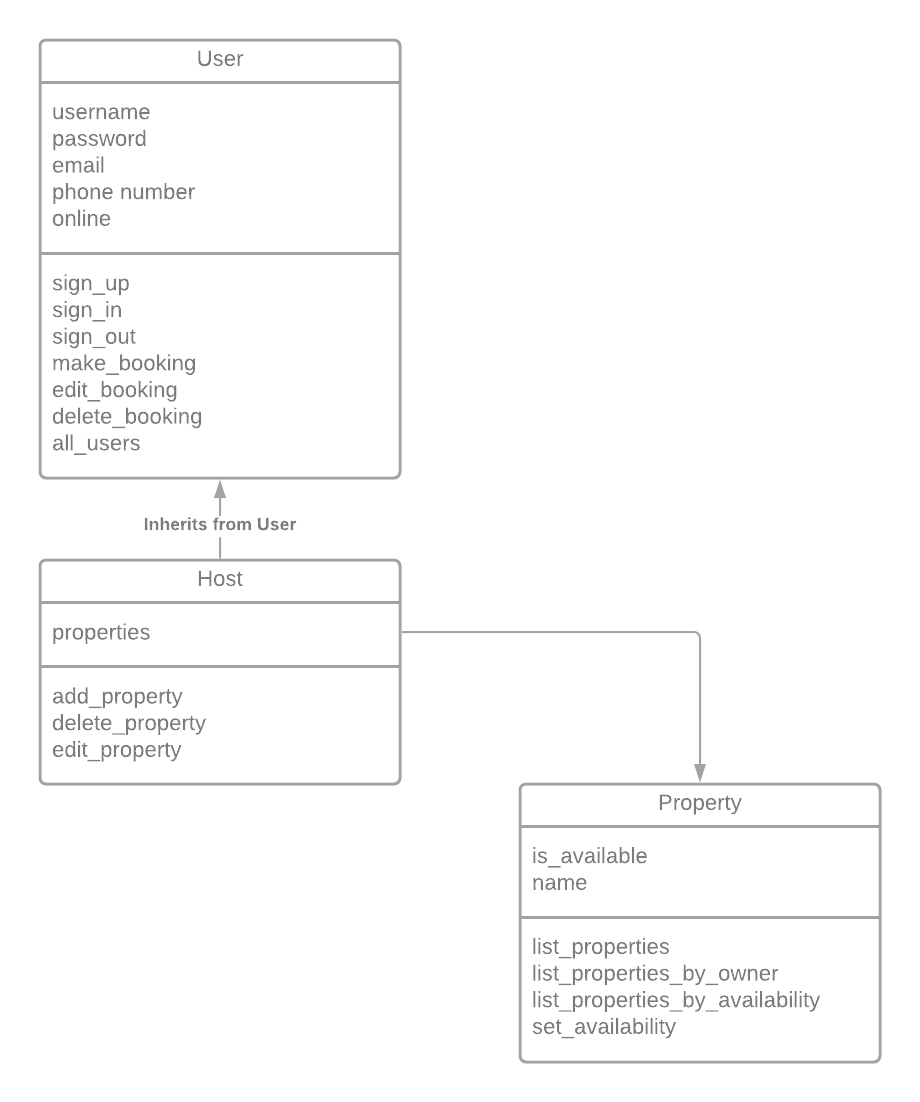 User
username
password
email
phone number
online
sign_up
sign_in
sign_out
make_booking
edit_booking
delete_booking
all_users
Inherits from User
Host
properties
add_property
delete_property
edit_property
Property
is_available
name
list_properties
list_properties_by_owner
list_properties_by_availability
set_availability